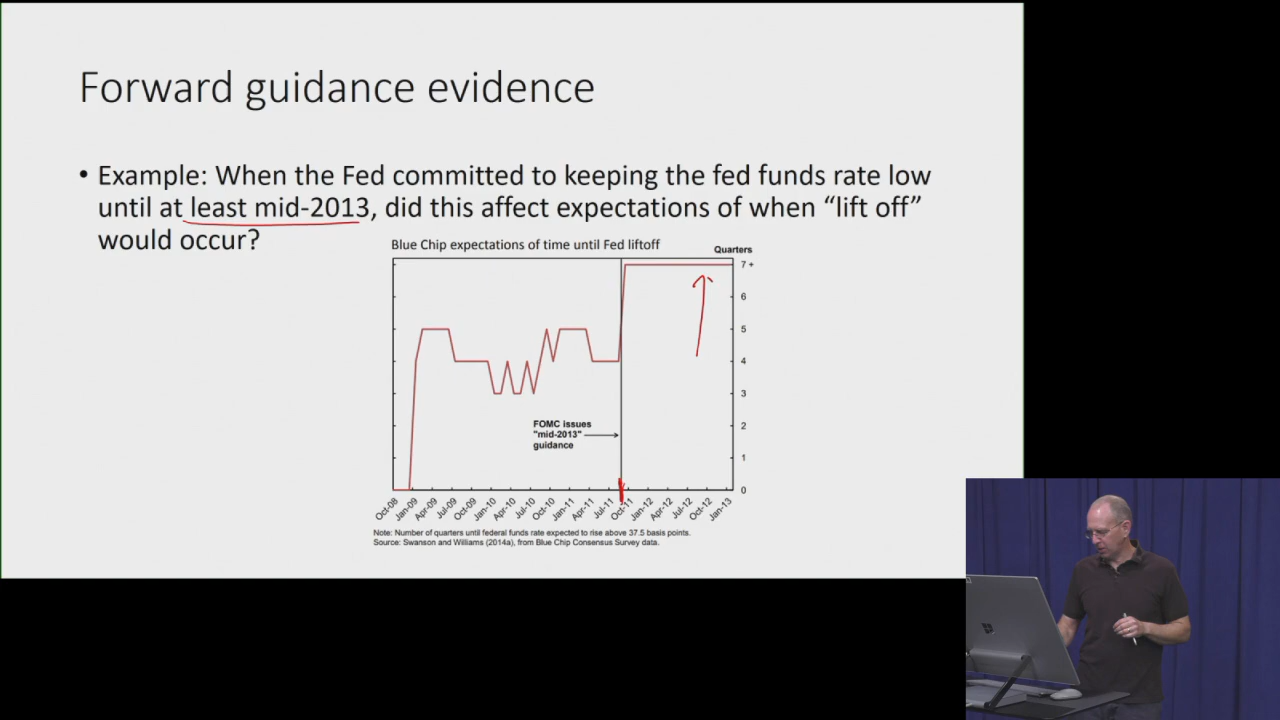 Forward guidance evidence
• Example: When the Fed committed to keeping the fed funds rate low
until at least mid-2013, did this affect expectations of when “lift off”
would occur?
Blue Chip expectations of time until Fed liftoff
Quarters
7 +
6
5
4
3
2
1
0
FOMC issues
"mid-2013"
guidance
Oct-08
Jan-09
Apr-09
Jul-09
Oct-09
Jan-10
Apr-10
Jul-10
Oct-10
Jan-11
Apr-11
Jul-11
Oct-11
Jan-12
Apr-12
Jul-12
Oct-12
Jan-13
Note: Number of quarters until federal funds rate expected to rise above 37.5 basis points.
Source: Swanson and Williams (2014a), from Blue Chip Consensus Survey data.